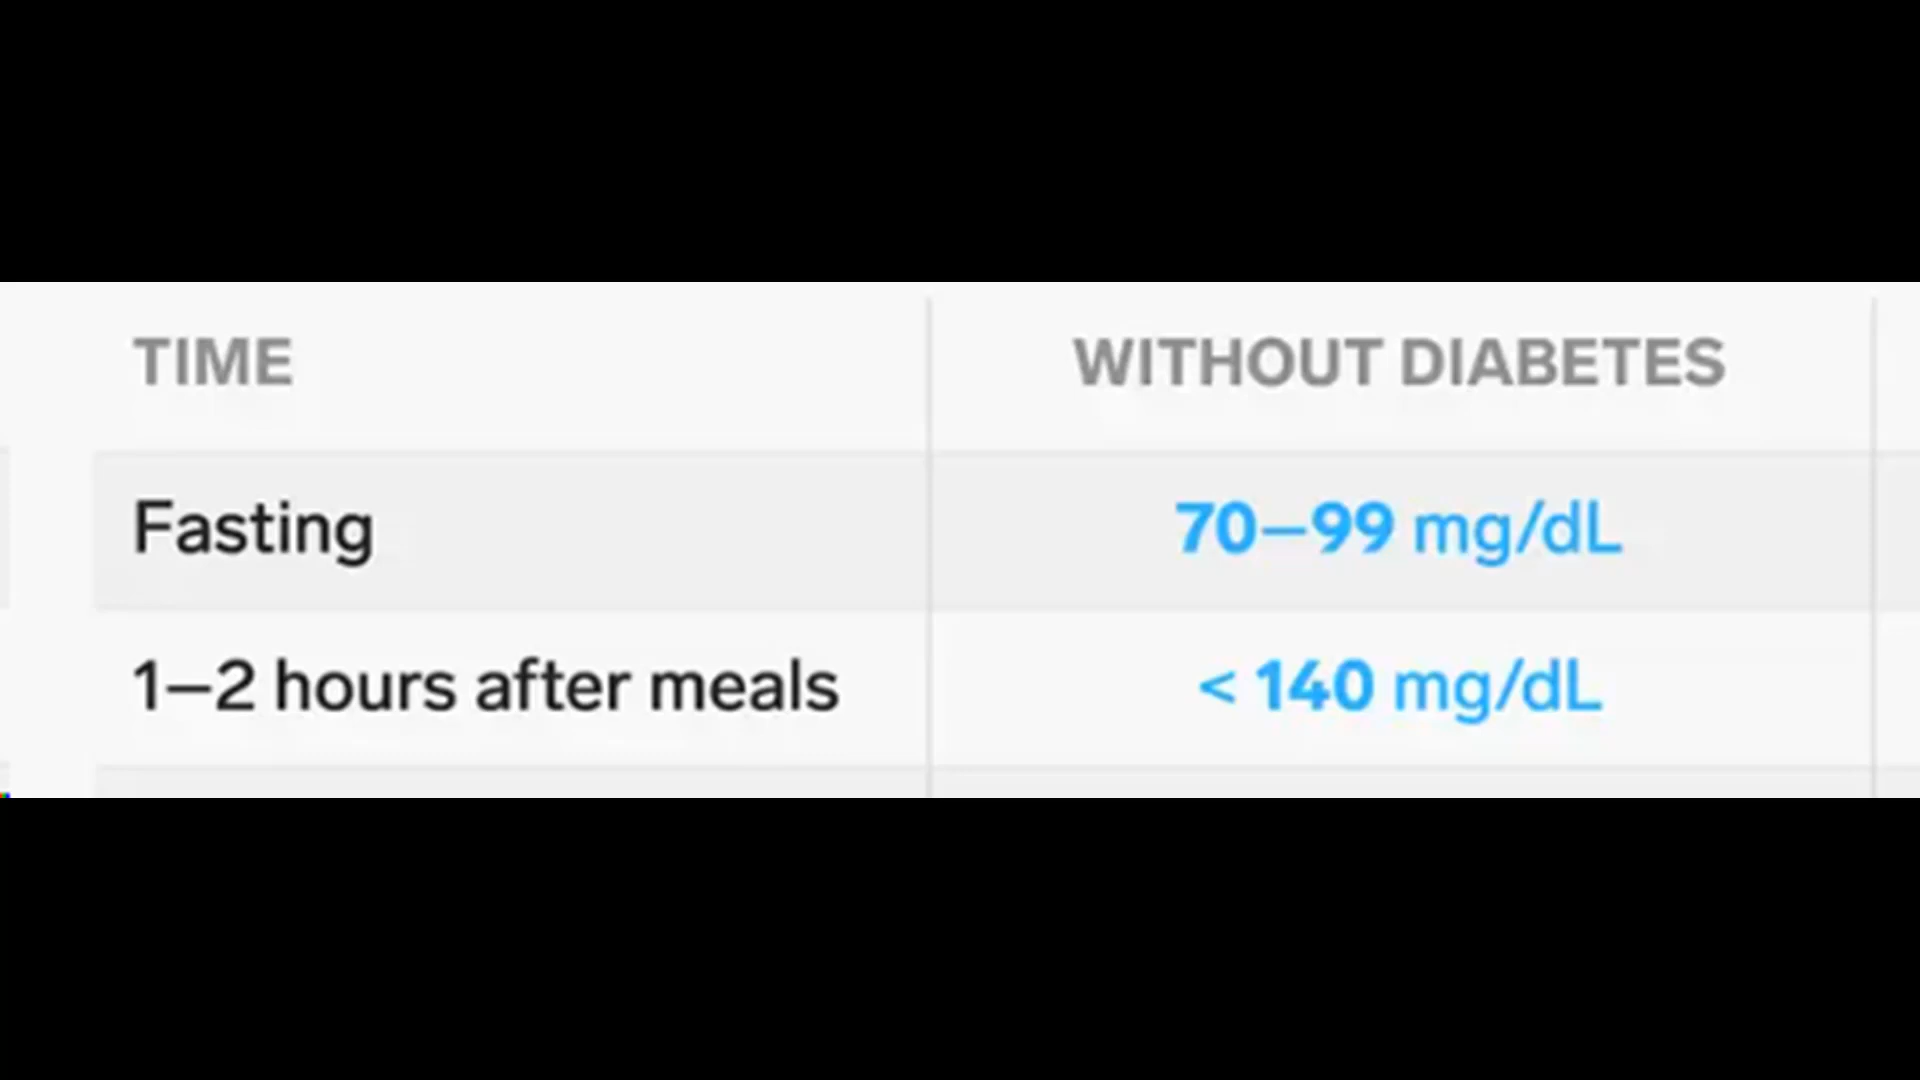 TIME WITHOUT DIABETES
Fasting 70–99 mg/dL
1–2 hours after meals < 140 mg/dL